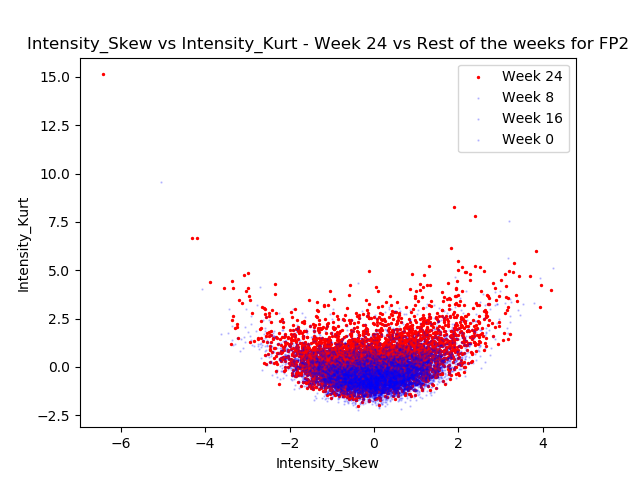 Intensity_Skew vs Intensity_Kurt - Week 24 vs Rest of the weeks for FP2
Week 24
Week 8
Week 16
Week 0
15.0
12.5
10.0
7.5
5.0
2.5
0.0
−2.5
Intensity_Kurt
−6
−4
−2
0
2
4
Intensity_Skew